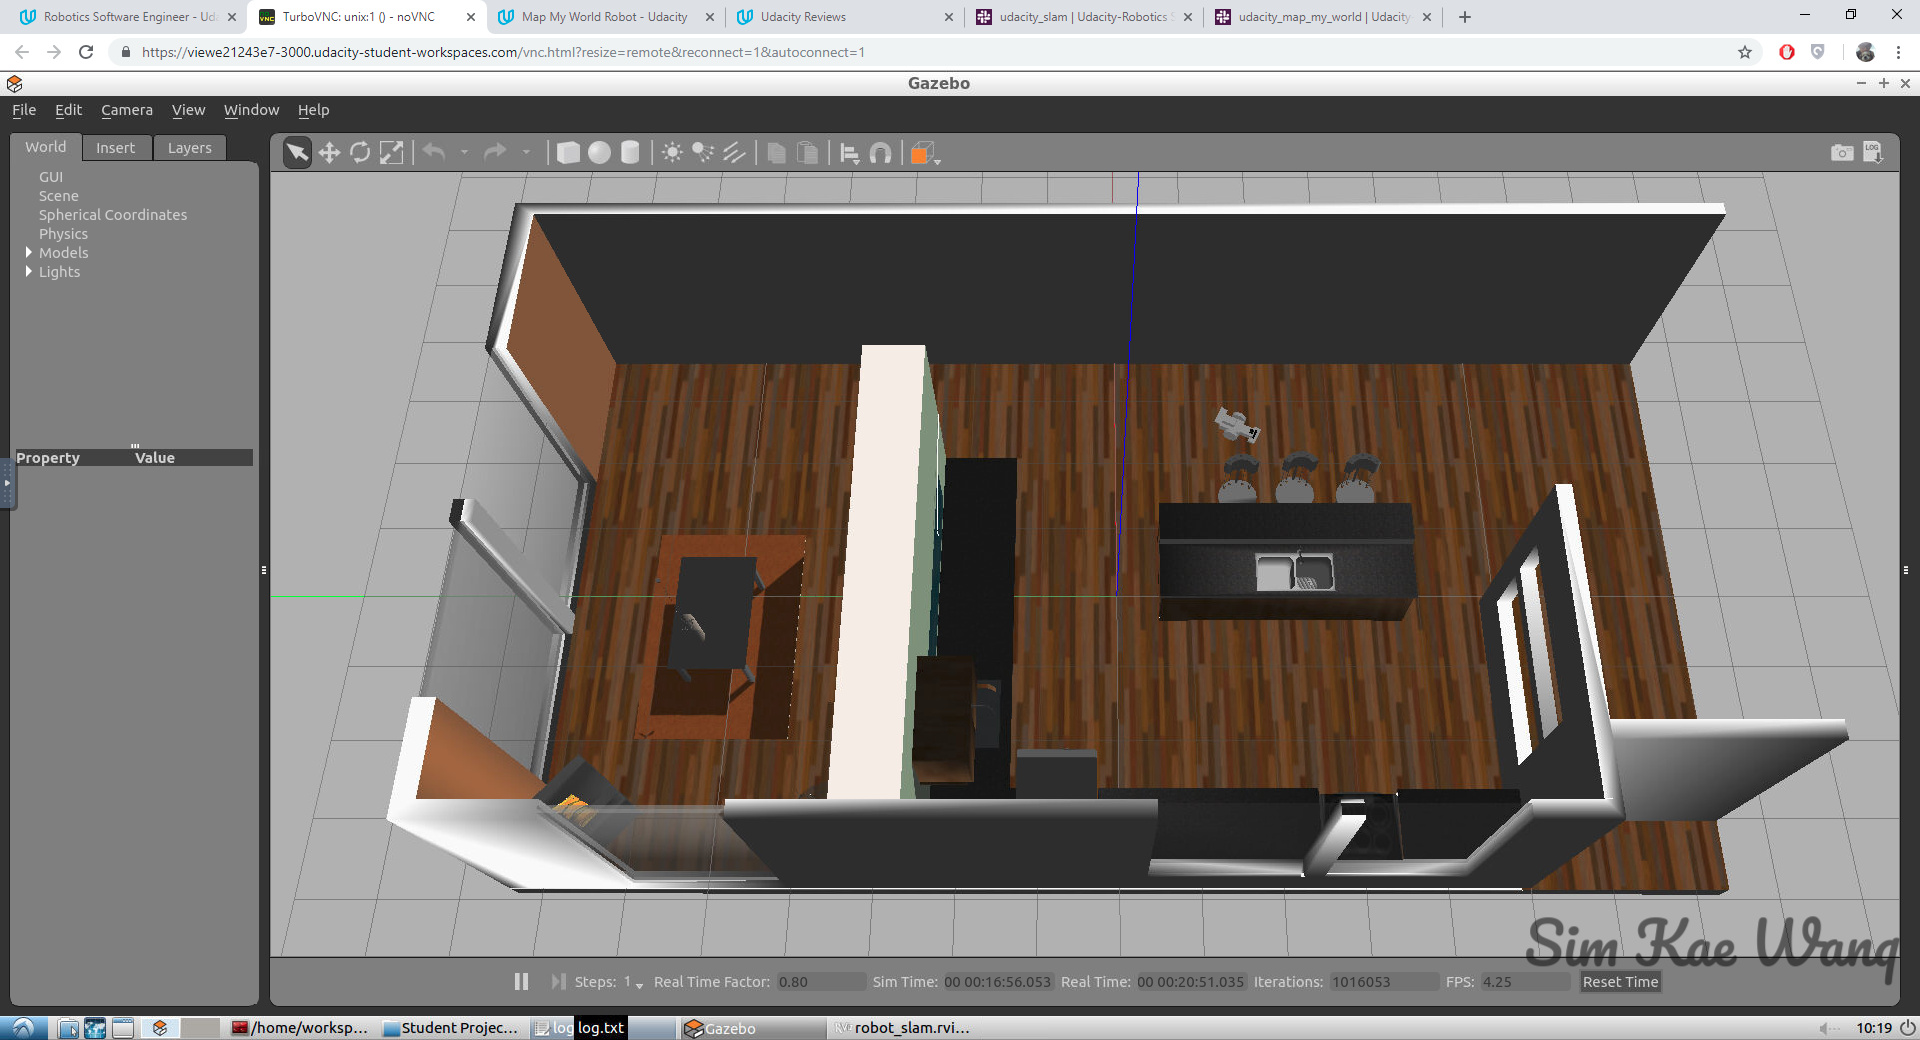 Robotics Software Engineer - Uda
TurboVNC: unix:1 () - noVNC
Map My World Robot - Udacity
Udacity Reviews
udacity_slam | Udacity-Robotics S
udacity_map_my_world | Udacity
https://viewe21243e7-3000.udacity-student-workspaces.com/vnc.html?resize=remote&reconnect=1&autoconnect=1
Gazebo
File Edit Camera View Window Help
World Insert Layers
LOG
GUI
Scene
Spherical Coordinates
Physics
Models
Lights
Property Value
Sim Kae Wang
Steps: 1 Real Time Factor: 0.80 Sim Time: 00 00:16:56.053 Real Time: 00 00:20:51.035 Iterations: 1016053 FPS: 4.25 Reset Time
/home/worksp... Student Projec... log log.txt Gazebo robot_slam.rvi... 10:19